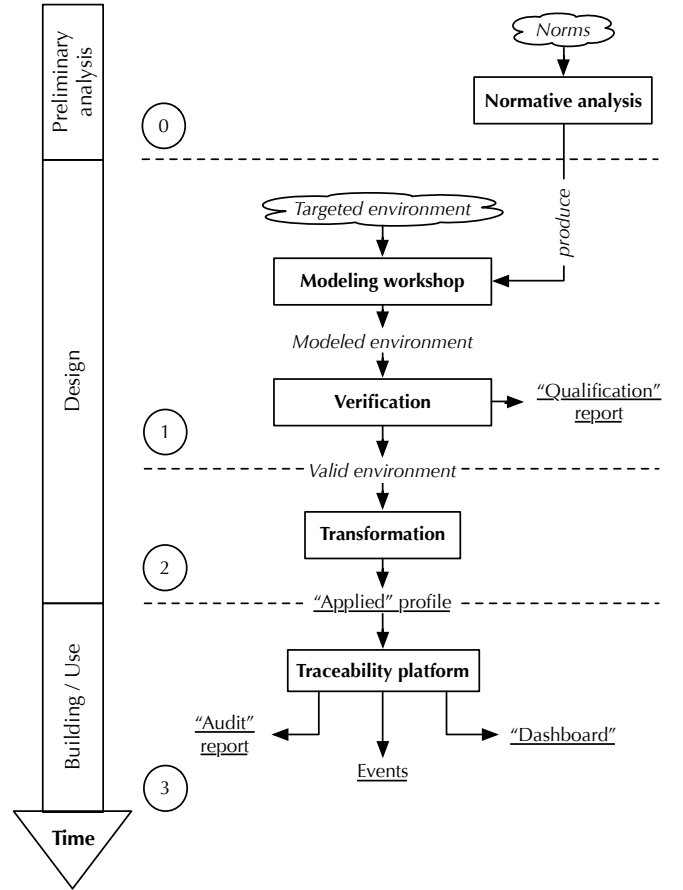 Norms
Preliminary
analysis
Normative analysis
0
produce
Targeted environment
Modeling workshop
Modeled environment
Design
Verification
“Qualification”
report
1
Valid environment
Transformation
2
“Applied” profile
Building / Use
Traceability platform
“Audit”
report
“Dashboard”
Events
3
Time